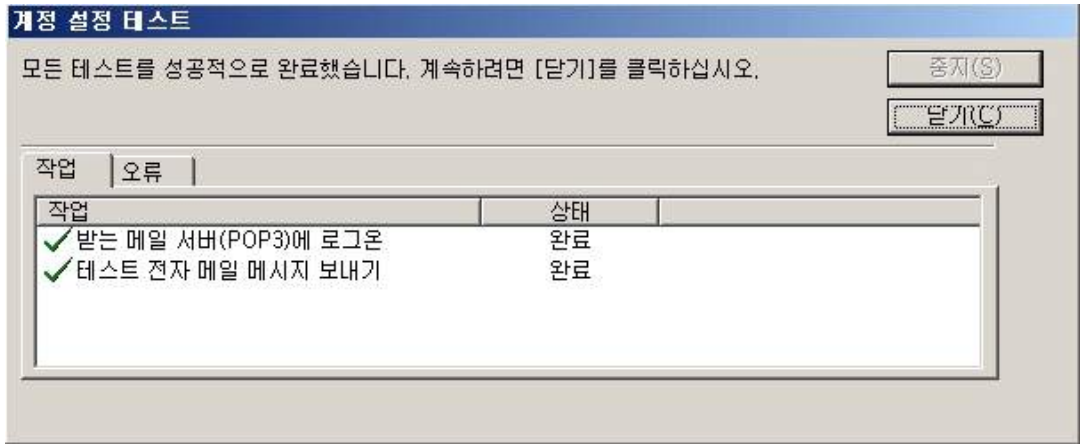 계정 설정 테스트
모든 테스트를 성공적으로 완료했습니다. 계속하려면 [닫기]를 클릭하십시오.
중지(S)
닫기(C)
작업 오류
작업 상태
받는 메일 서버(POP3)에 로그온 완료
테스트 전자 메일 메시지 보내기 완료